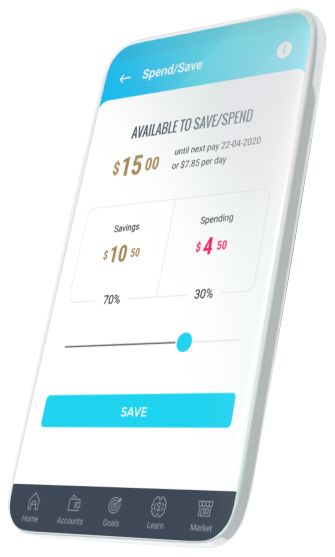 Spend/Save
AVAILABLE TO SAVE/SPEND
$15 00
until next pay 22-04-2020
or $7.85 per day
Savings
$10 50
70%
Spending
$4 50
30%
SAVE
Home
Accounts
Goals
Learn
Market